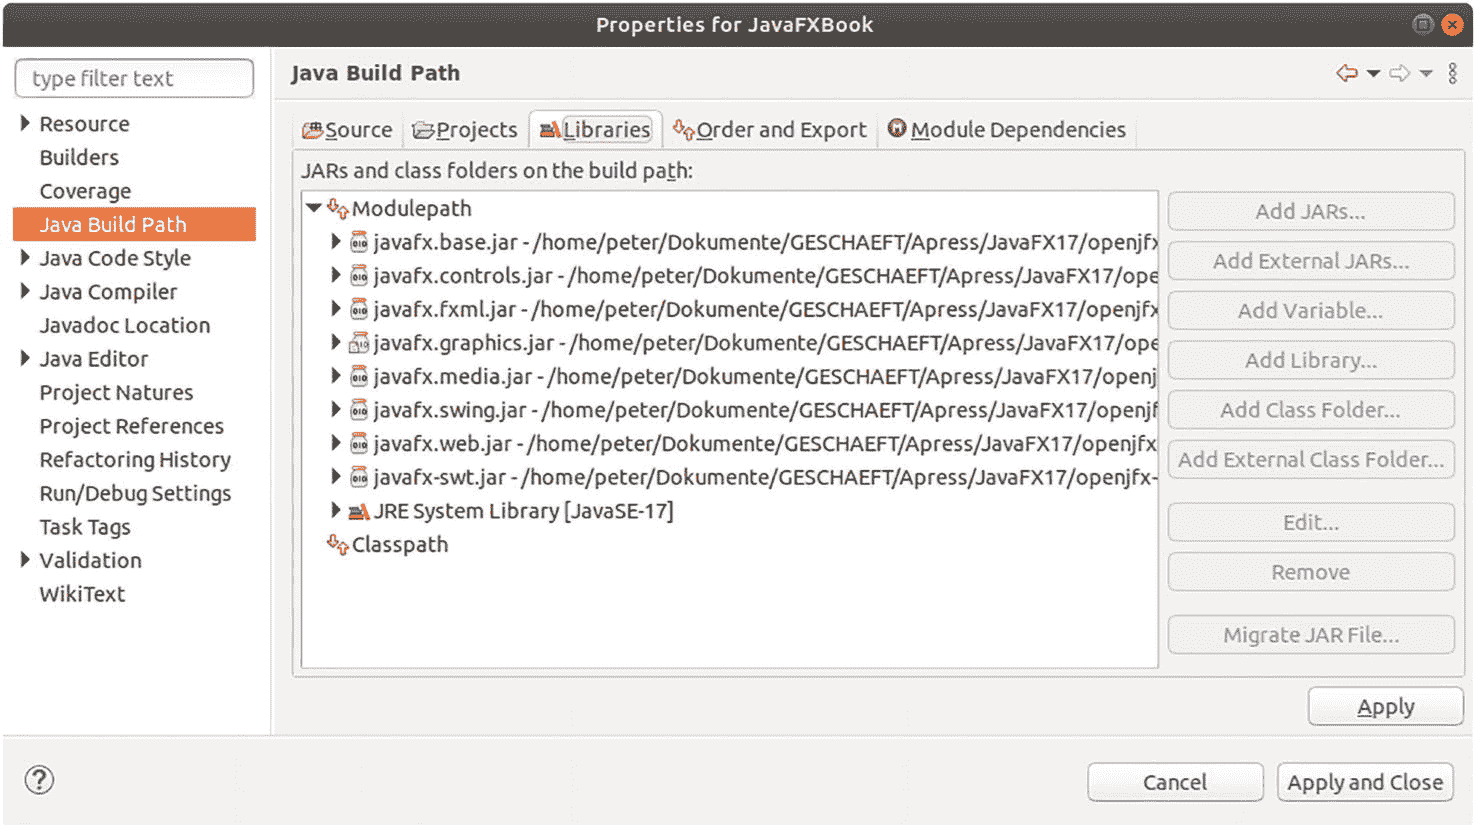 Properties for JavaFXBook
type filter text
Resource
Builders
Coverage
Java Build Path
Java Code Style
Java Compiler
Javadoc Location
Java Editor
Project Natures
Project References
Refactoring History
Run/Debug Settings
Task Tags
Validation
WikiText
Java Build Path
Source Projects Libraries Order and Export Module Dependencies
JARs and class folders on the build path:
Modulepath
javafx.base.jar - /home/peter/Dokumente/GESCHAEFT/Apress/JavaFX17/openjfx
javafx.controls.jar - /home/peter/Dokumente/GESCHAEFT/Apress/JavaFX17/ope
javafx.fxml.jar - /home/peter/Dokumente/GESCHAEFT/Apress/JavaFX17/openjfx
javafx.graphics.jar - /home/peter/Dokumente/GESCHAEFT/Apress/JavaFX17/ope
javafx.media.jar - /home/peter/Dokumente/GESCHAEFT/Apress/JavaFX17/openj
javafx.swing.jar - /home/peter/Dokumente/GESCHAEFT/Apress/JavaFX17/openjf
javafx.web.jar - /home/peter/Dokumente/GESCHAEFT/Apress/JavaFX17/openjfx
javafx-swt.jar - /home/peter/Dokumente/GESCHAEFT/Apress/JavaFX17/openjfx-
JRE System Library [JavaSE-17]
Classpath
Add JARs...
Add External JARs...
Add Variable...
Add Library...
Add Class Folder...
Add External Class Folder...
Edit...
Remove
Migrate JAR File...
Apply
Cancel
Apply and Close